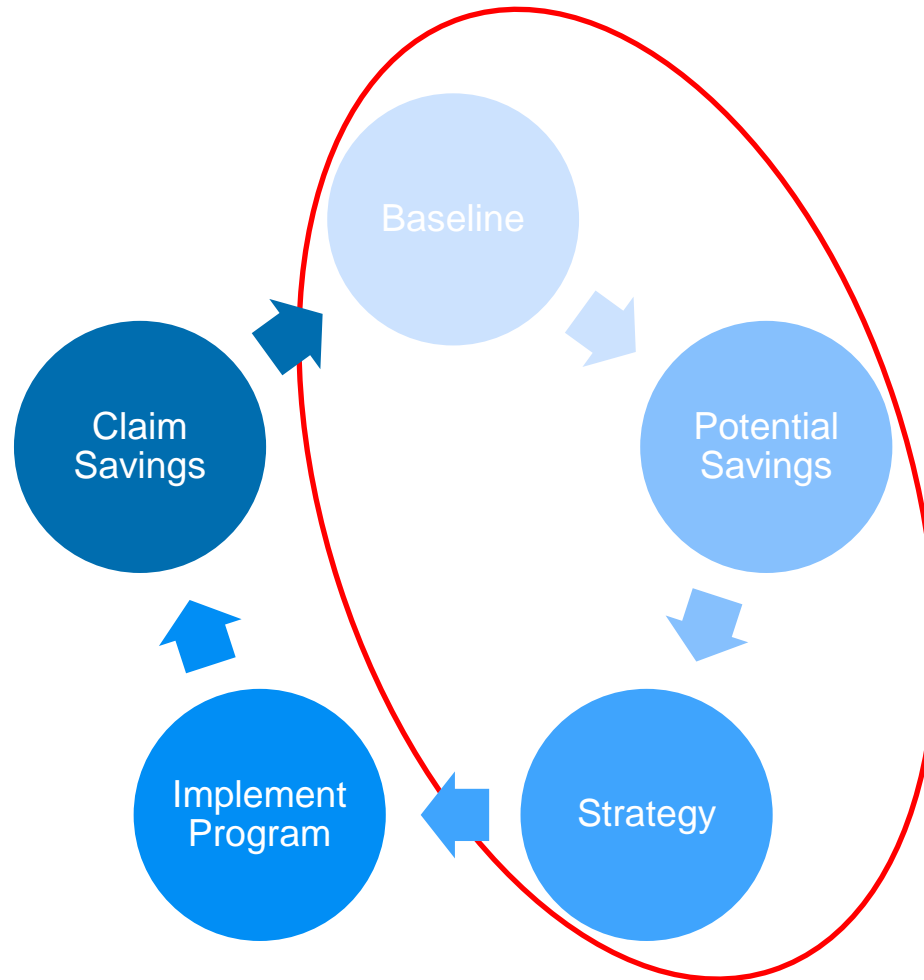 Baseline
Potential
Savings
Strategy
Implement
Program
Claim
Savings